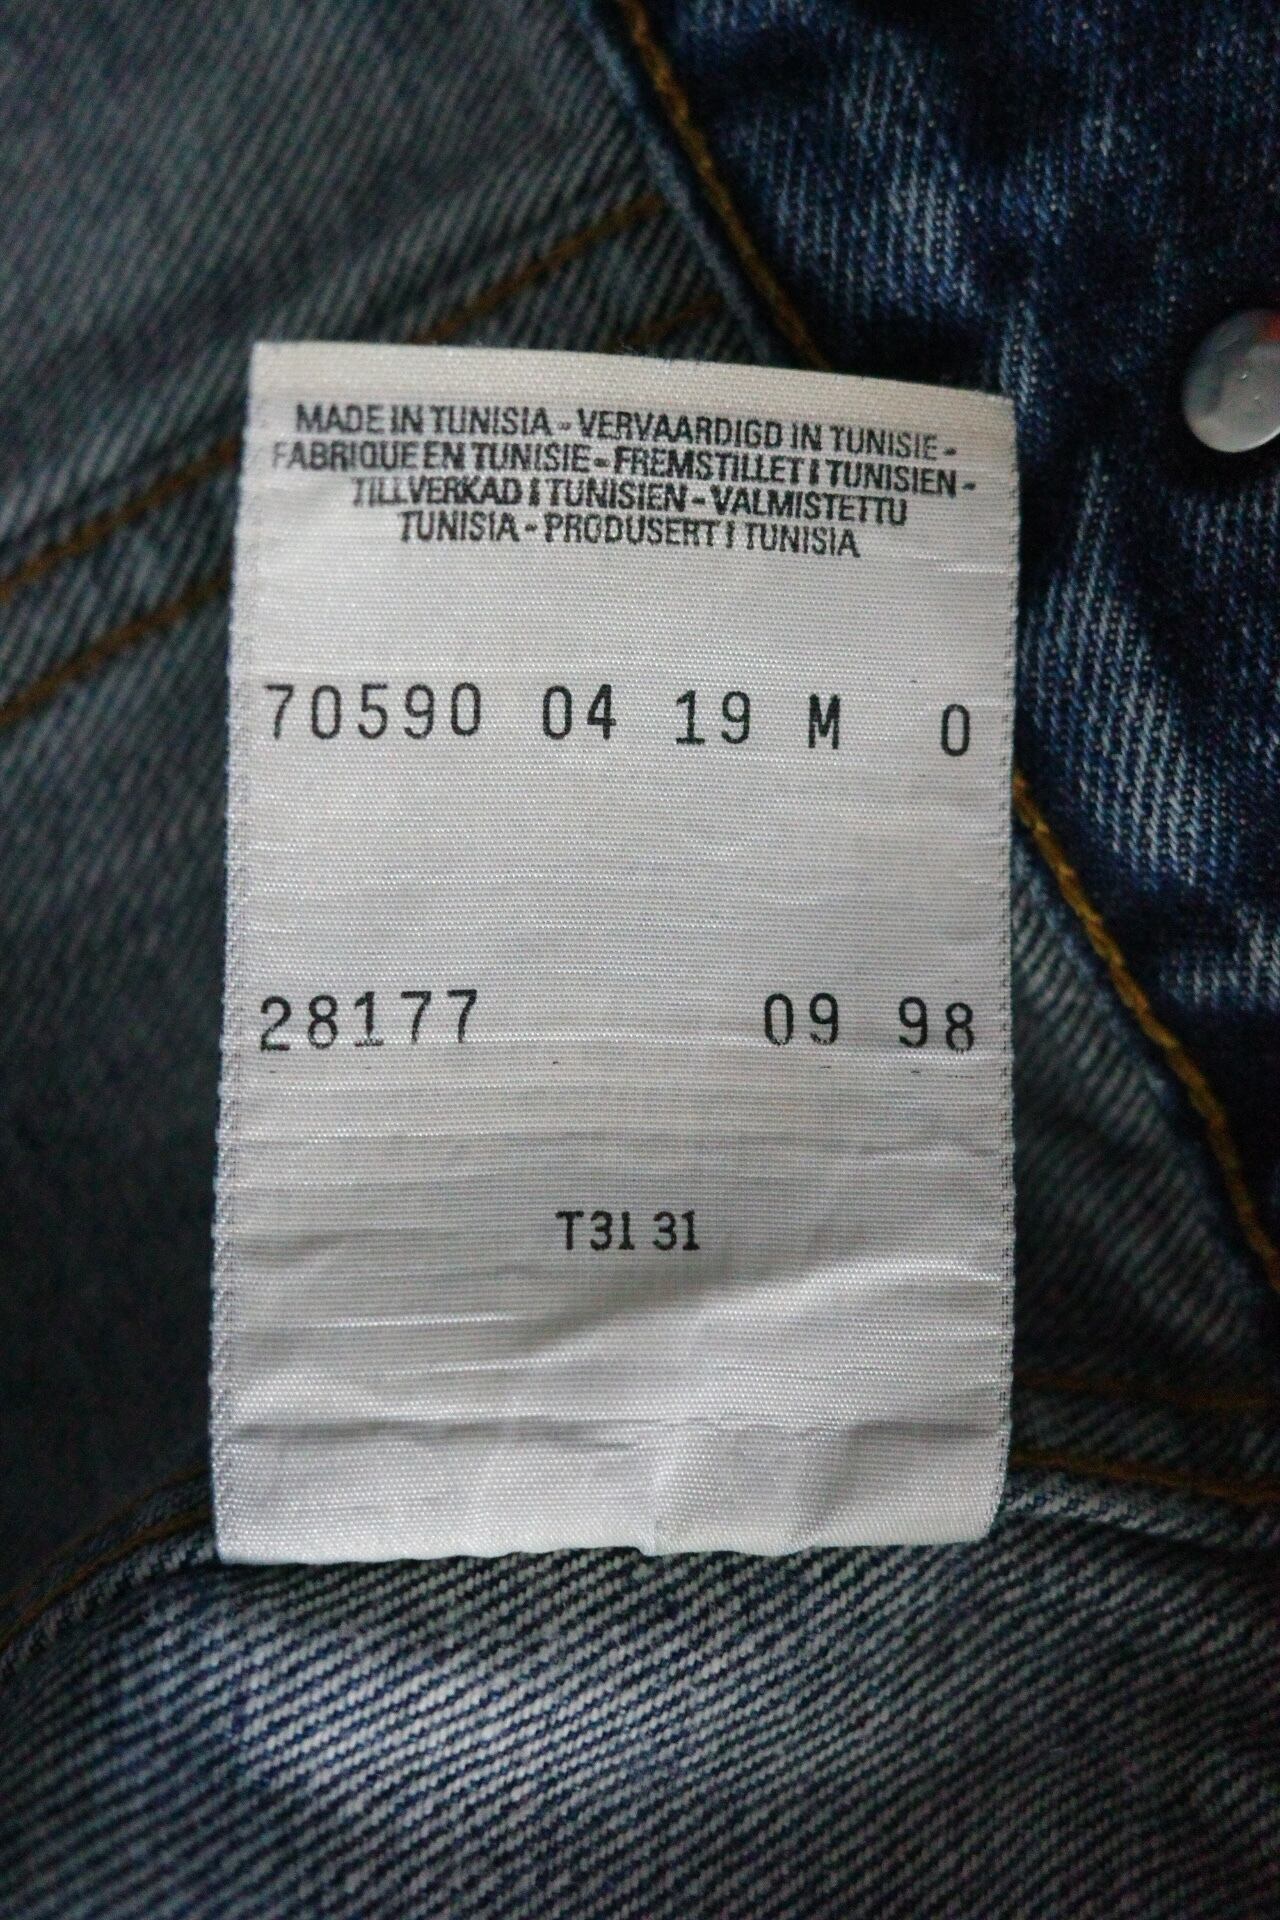 MADE IN TUNISIA - VERVAARDIGD IN TUNISIE -
FABRIQUE EN TUNISIE - FREMSTILLET I TUNISIEN -
TILLVERKAD I TUNISIEN - VALMISTETTU
TUNISIA - PRODUSERT I TUNISIA
70590 04 19 M 0
28177 09 98
T31 31